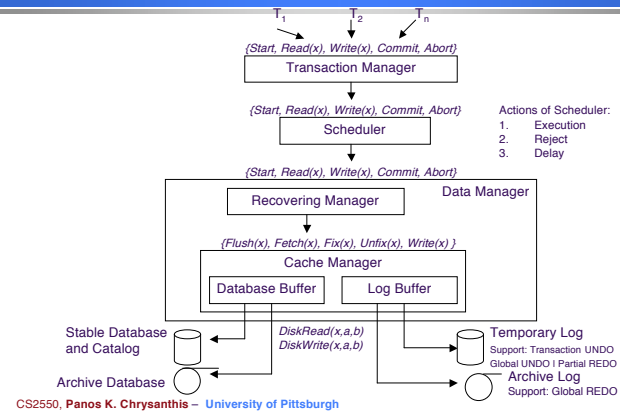 T1 T2 Tn
{Start, Read(x), Write(x), Commit, Abort}
Transaction Manager
{Start, Read(x), Write(x), Commit, Abort}
Scheduler
Actions of Scheduler:
1. Execution
2. Reject
3. Delay
{Start, Read(x), Write(x), Commit, Abort}
Data Manager
Recovering Manager
{Flush(x), Fetch(x), Fix(x), Unfix(x), Write(x) }
Cache Manager
Database Buffer
Log Buffer
Stable Database
and Catalog
DiskRead(x,a,b)
DiskWrite(x,a,b)
Temporary Log
Support: Transaction UNDO
Global UNDO I Partial REDO
Archive Database
Archive Log
Support: Global REDO
CS2550, Panos K. Chrysanthis – University of Pittsburgh